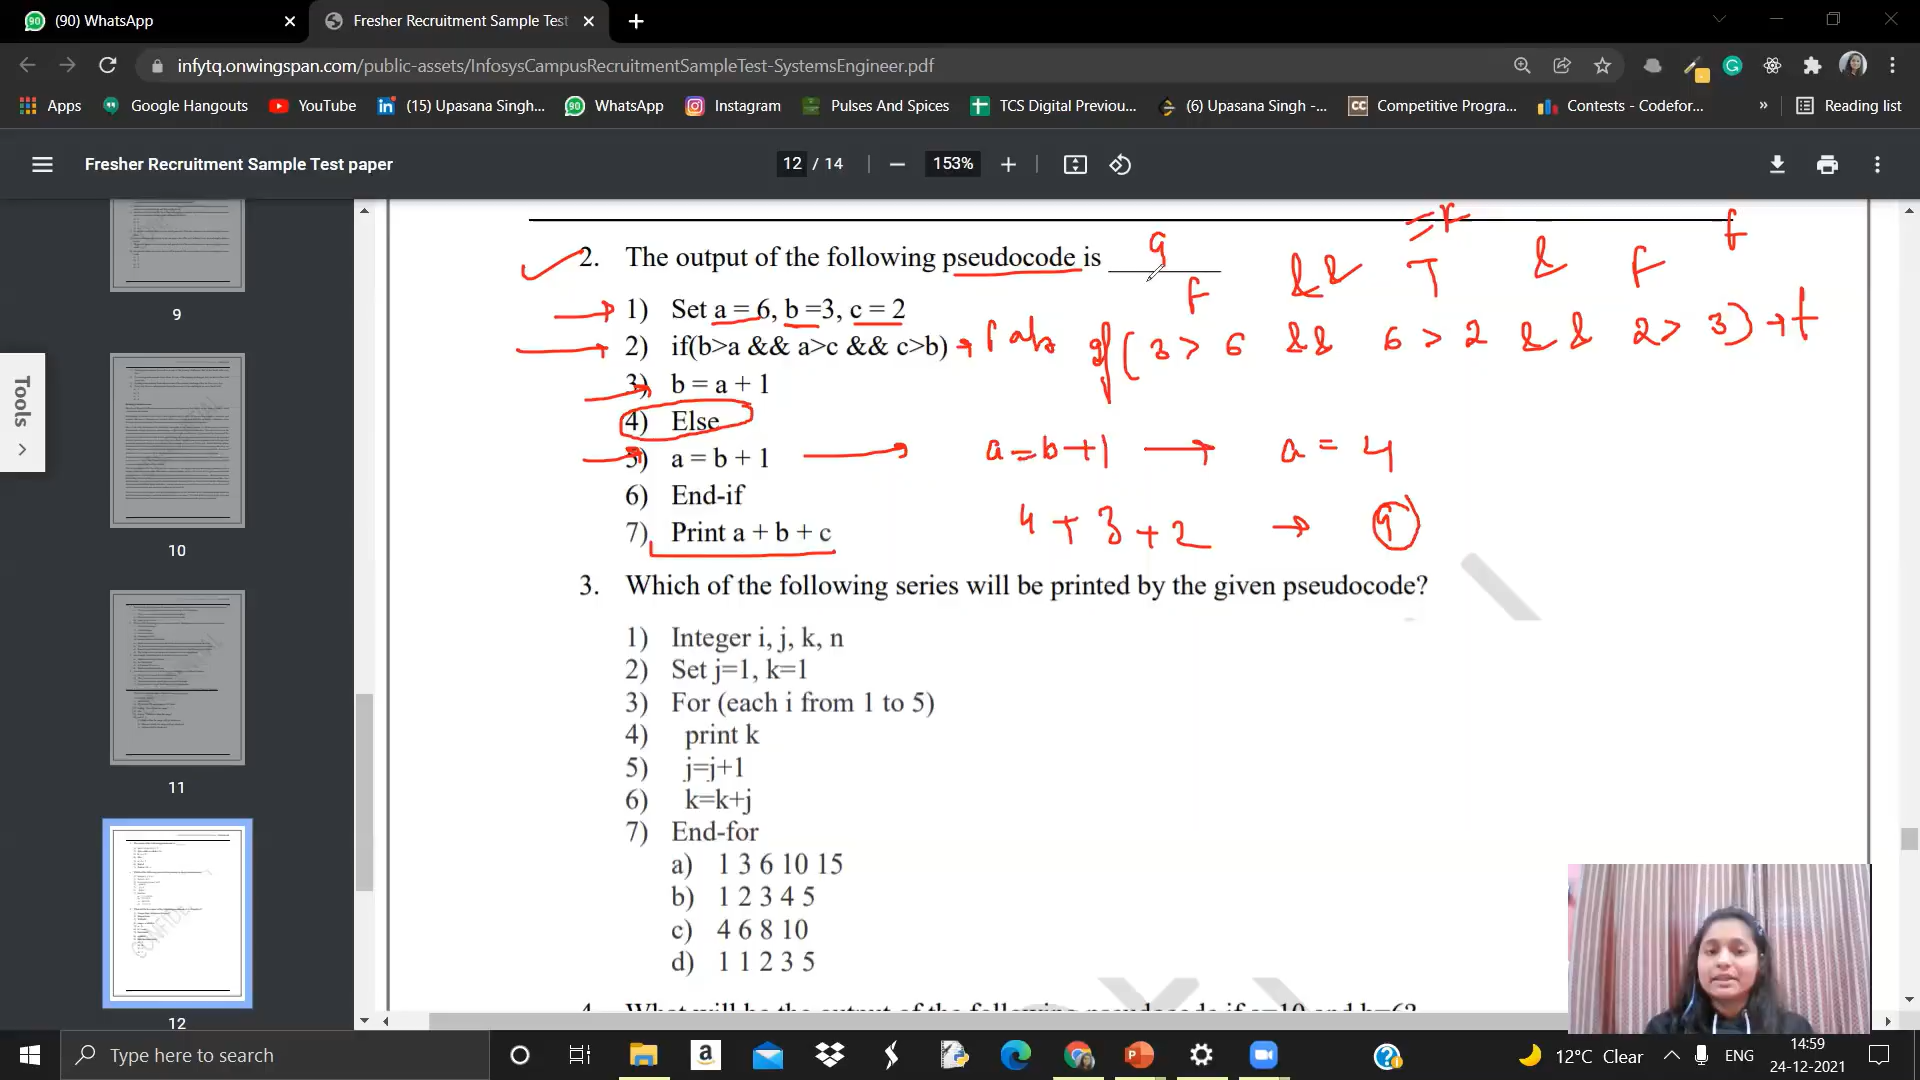 (90) WhatsApp
Fresher Recruitment Sample Test
infytq.onwingspan.com/public-assets/InfosysCampusRecruitmentSampleTest-SystemsEngineer.pdf
Apps Google Hangouts YouTube (15) Upasana Singh... WhatsApp Instagram Pulses And Spices TCS Digital Previou... (6) Upasana Singh -... CC Competitive Progra... Contests - Codefor... » Reading list
Fresher Recruitment Sample Test paper
12 / 14
153%
9
10
11
12
Tools
2. The output of the following pseudocode is ________
9
F && T & F
F
1) Set a = 6, b =3, c = 2
2) if(b>a && a>c && c>b)
if(3 > 6 && 6 > 2 && 2 > 3) → f
3) b = a + 1
4) Else
5) a = b + 1
a = b + 1 → a = 4
6) End-if
7) Print a + b + c
4 + 3 + 2 → 9
3. Which of the following series will be printed by the given pseudocode?
1) Integer i, j, k, n
2) Set j=1, k=1
3) For (each i from 1 to 5)
4) print k
5) j=j+1
6) k=k+j
7) End-for
a) 1 3 6 10 15
b) 1 2 3 4 5
c) 4 6 8 10
d) 1 1 2 3 5
Type here to search
12°C Clear
ENG
14:59
24-12-2021